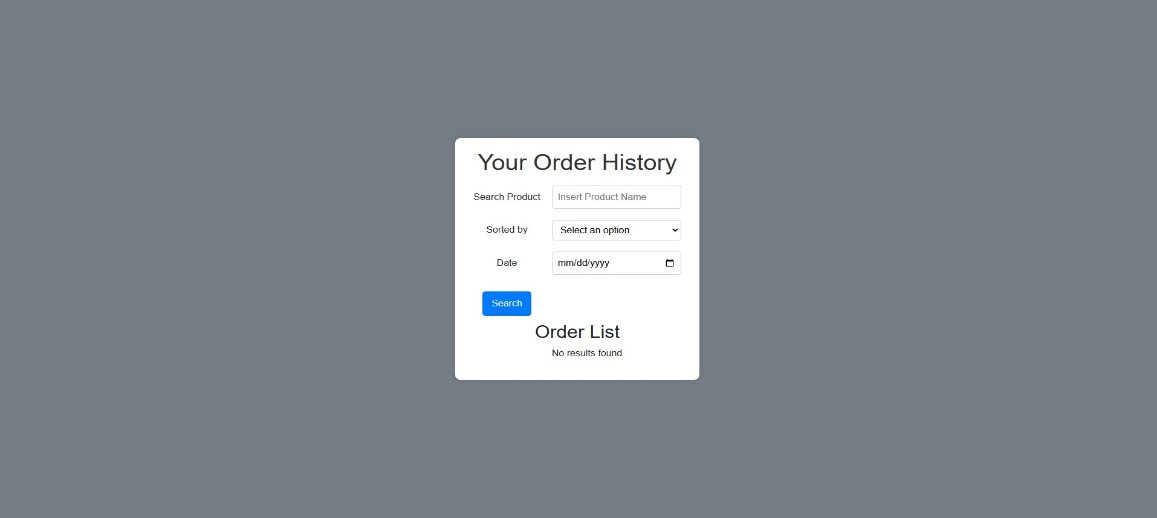 Your Order History
Search Product Insert Product Name
Sorted by Select an option
Date mm/dd/yyyy
Search
Order List
No results found